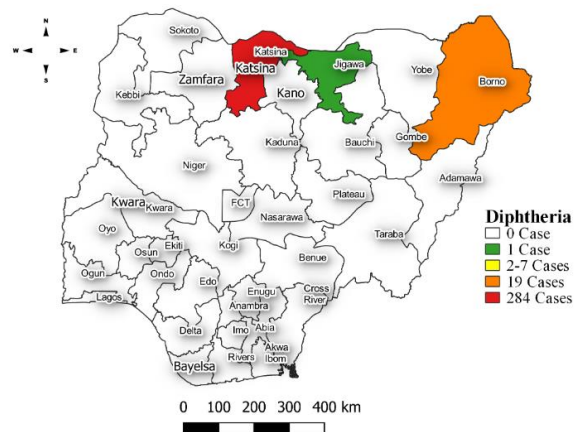 N
W E
S
Sokoto
Katsina
Katsina
Jigawa
Zamfara
Yobe
Borno
Kebbi
Kano
Gombe
Kaduna
Bauchi
Niger
Adamawa
Plateau
FCT
Kwara
Kwara
Nasarawa
Oyo
Taraba
Ekiti
Kogi
Osun
Benue
Ogun
Ondo
Edo
Enugu
Cross
River
Lagos
Anambra
Delta
Imo
Abia
Akwa
Ibom
Rivers
Bayelsa
Diphtheria
0 Case
1 Case
2-7 Cases
19 Cases
284 Cases
0 100 200 300 400 km